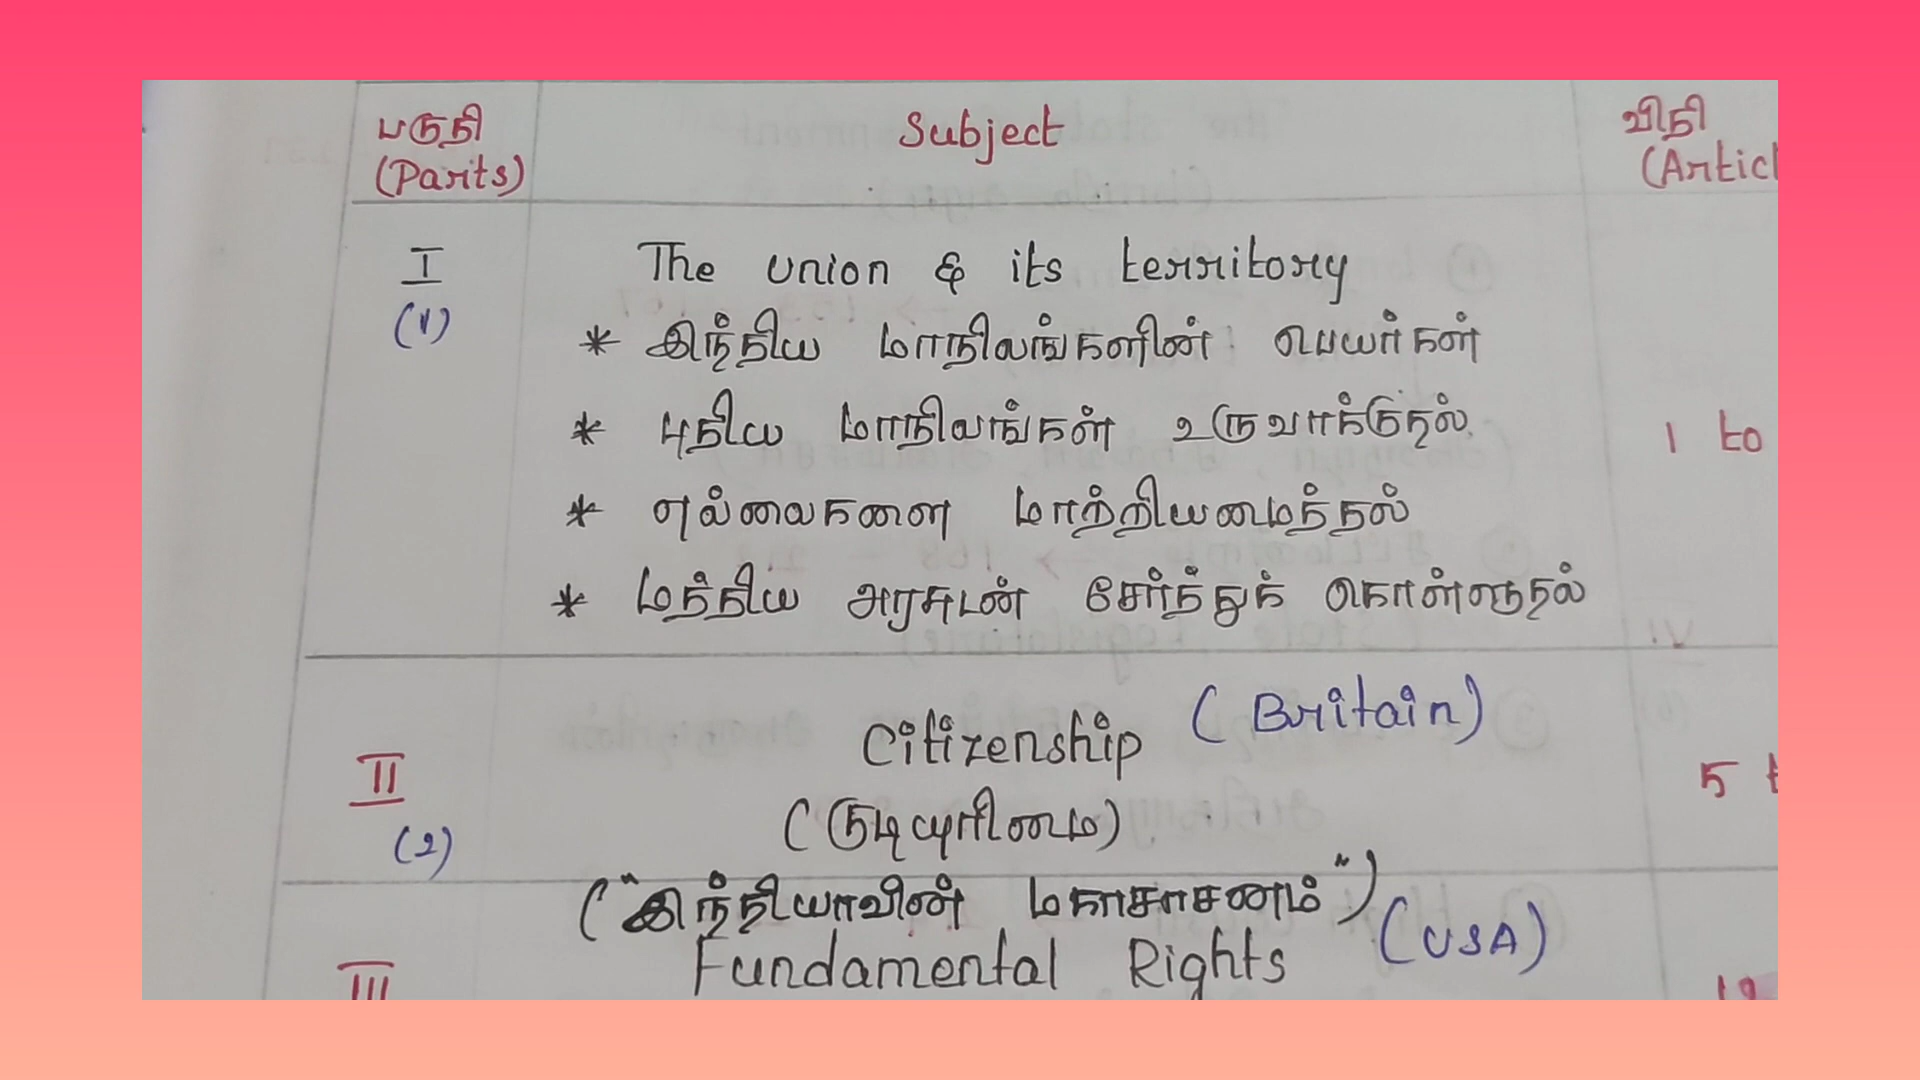 பகுதி Subject விதி
(Parts) (Articl
I The union & its territory
(1)
* இந்திய மாநிலங்களின் பெயர்கள்
* புதிய மாநிலங்கள் உருவாக்குதல்
1 to
* எல்லைகளை மாற்றியமைத்தல்
* மத்திய அரசுடன் சேர்த்துக் கொள்ளுதல்
Citizenship (Britain)
II 5 t
(குடியுரிமை)
(2)
("இந்தியாவின் மகாசாசனம்")
Fundamental Rights (USA)
III